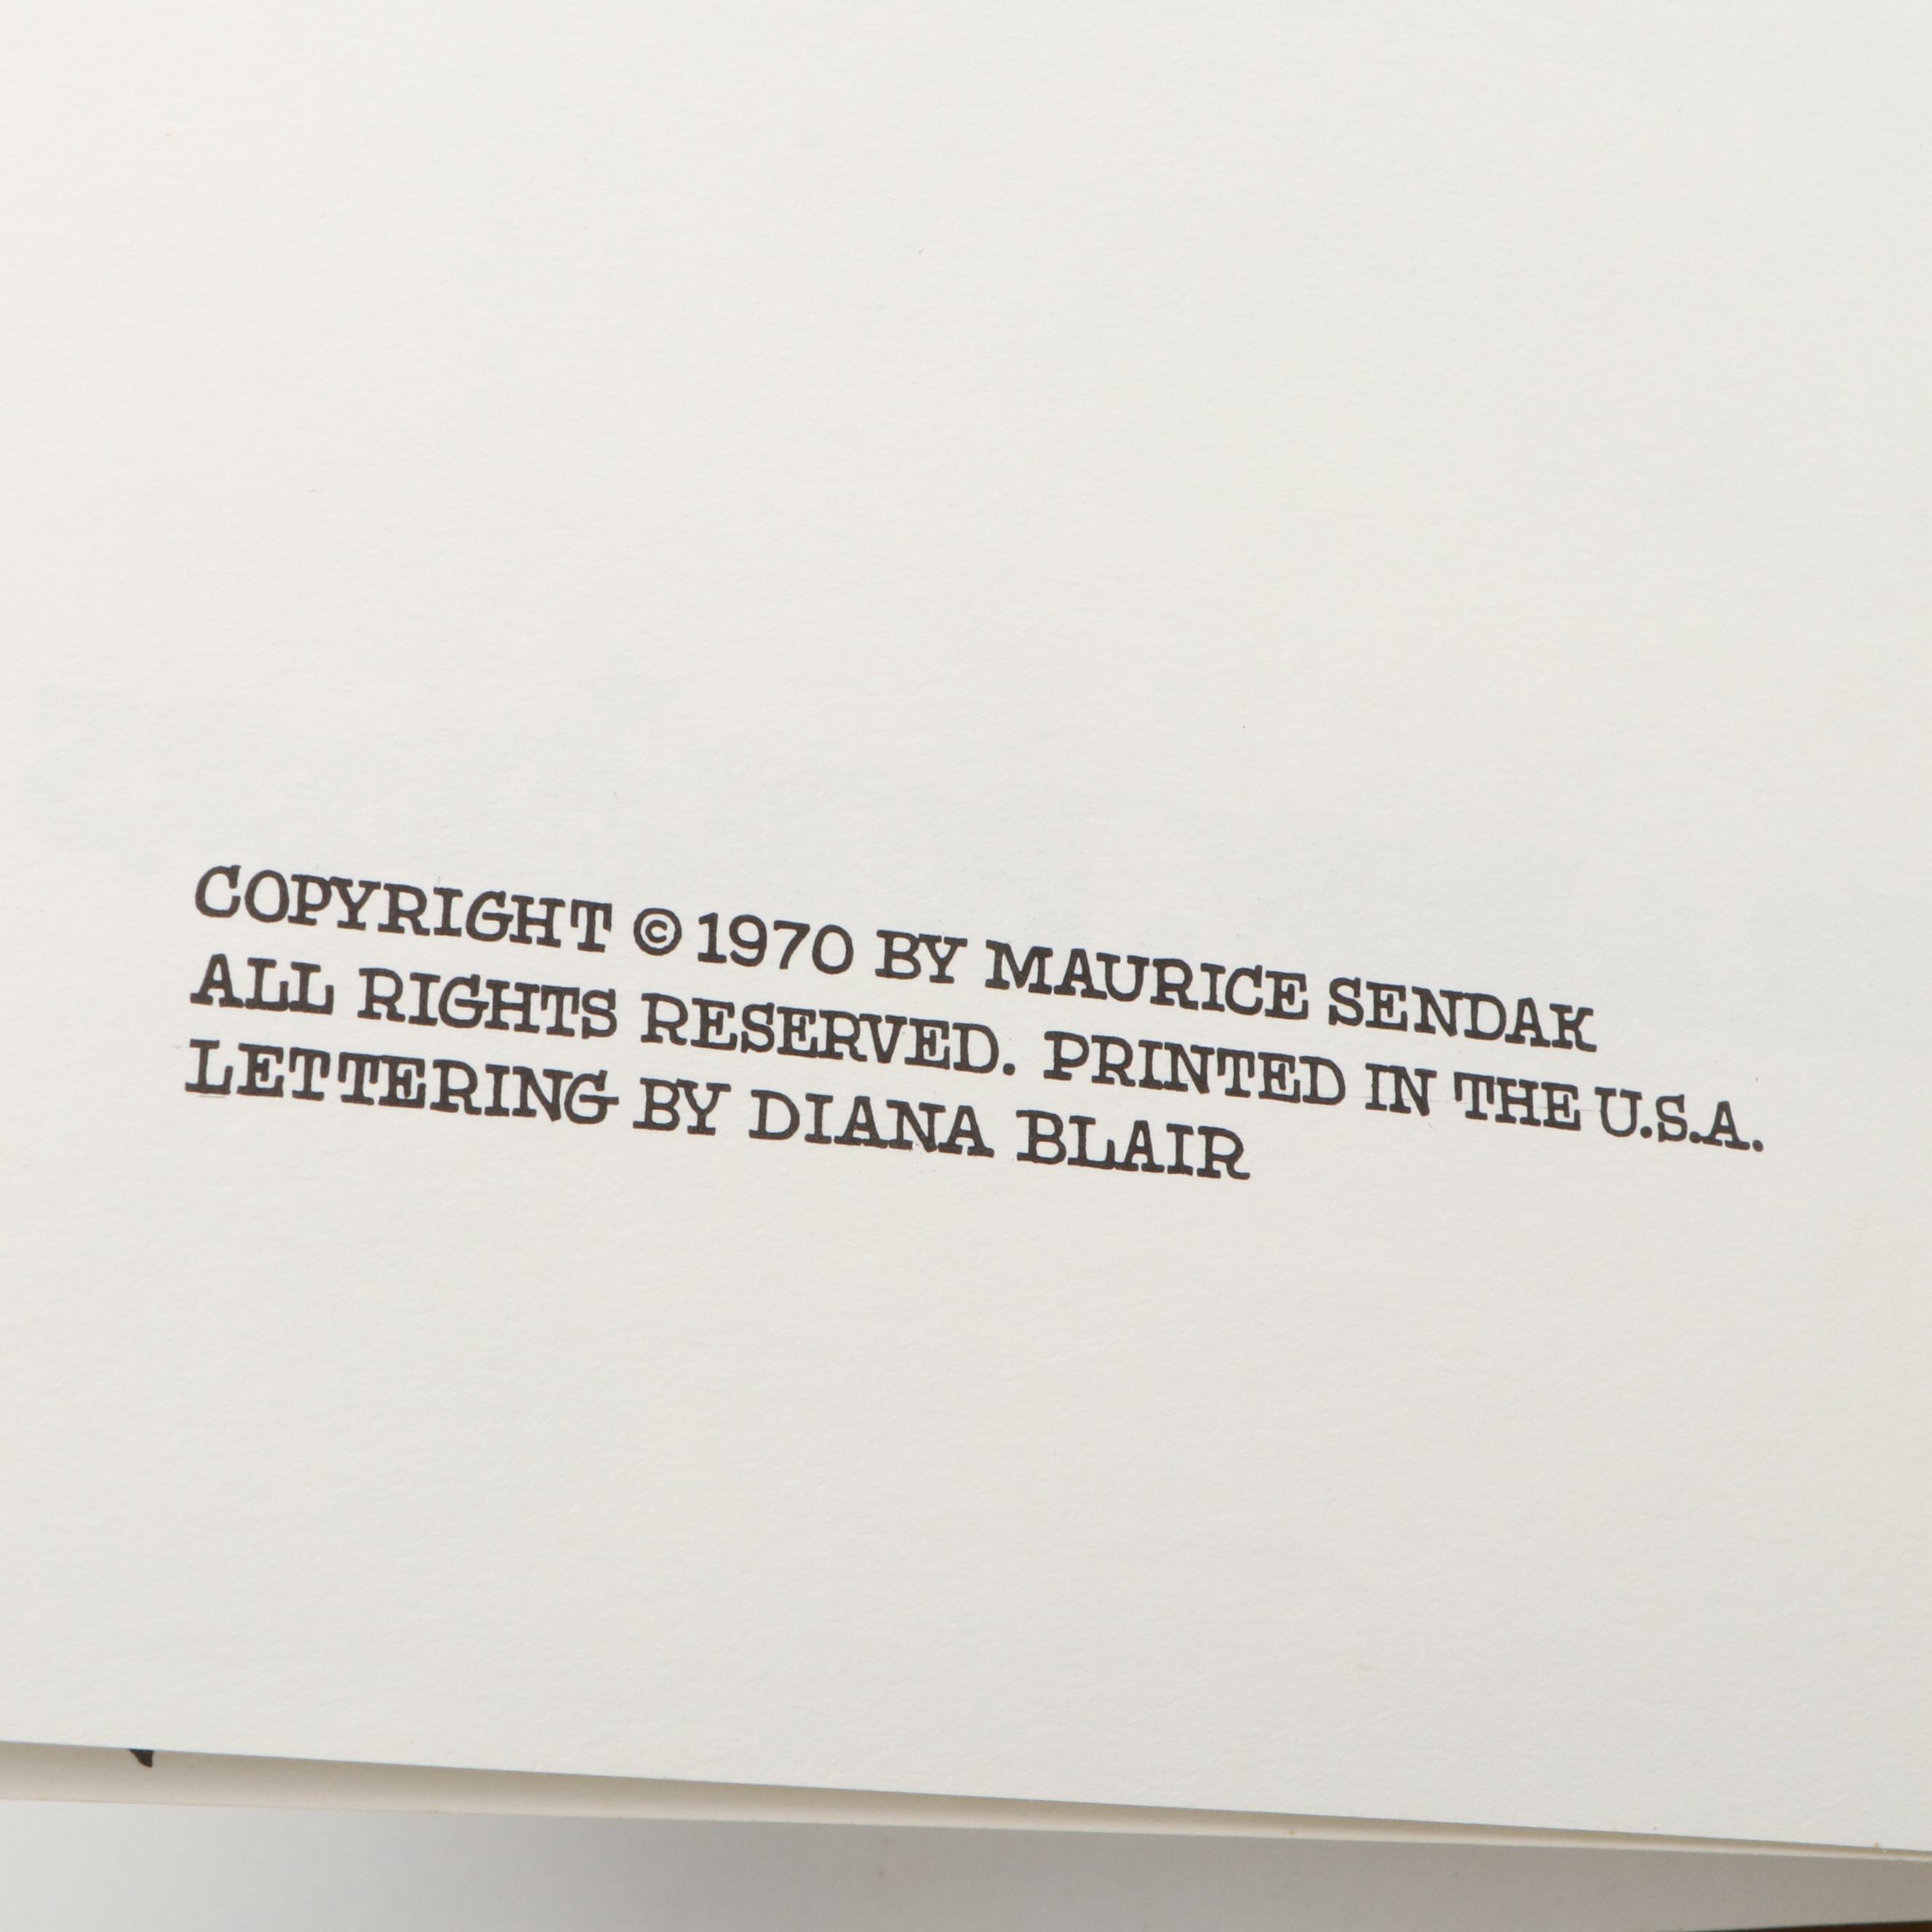 COPYRIGHT © 1970 BY MAURICE SENDAK
ALL RIGHTS RESERVED. PRINTED IN THE U.S.A.
LETTERING BY DIANA BLAIR